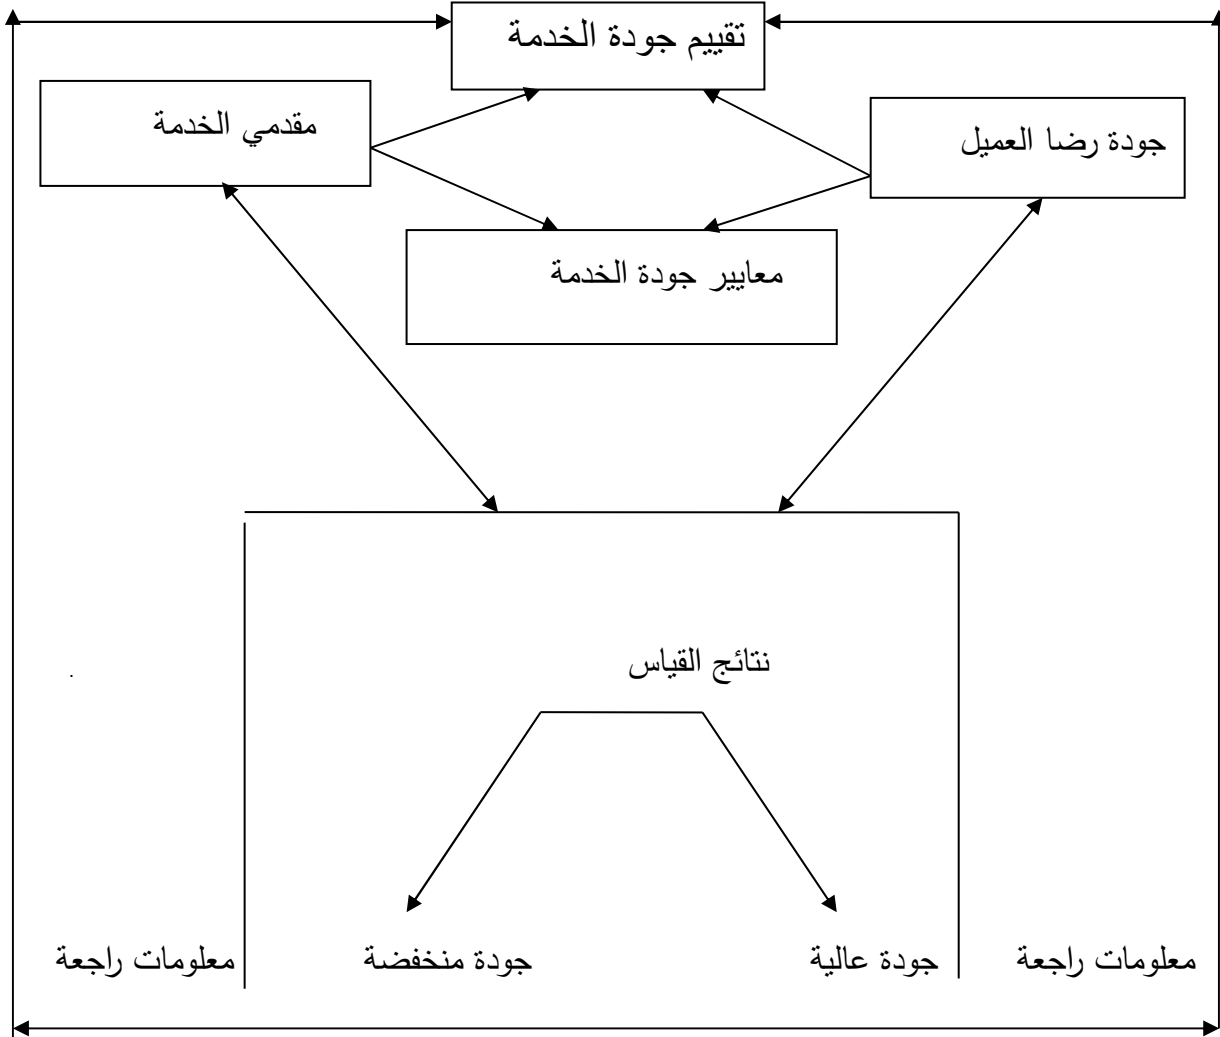 تقييم جودة الخدمة
مقدمي الخدمة
جودة رضا العميل
معايير جودة الخدمة
نتائج القياس
معلومات راجعة
جودة عالية
جودة منخفضة
معلومات راجعة